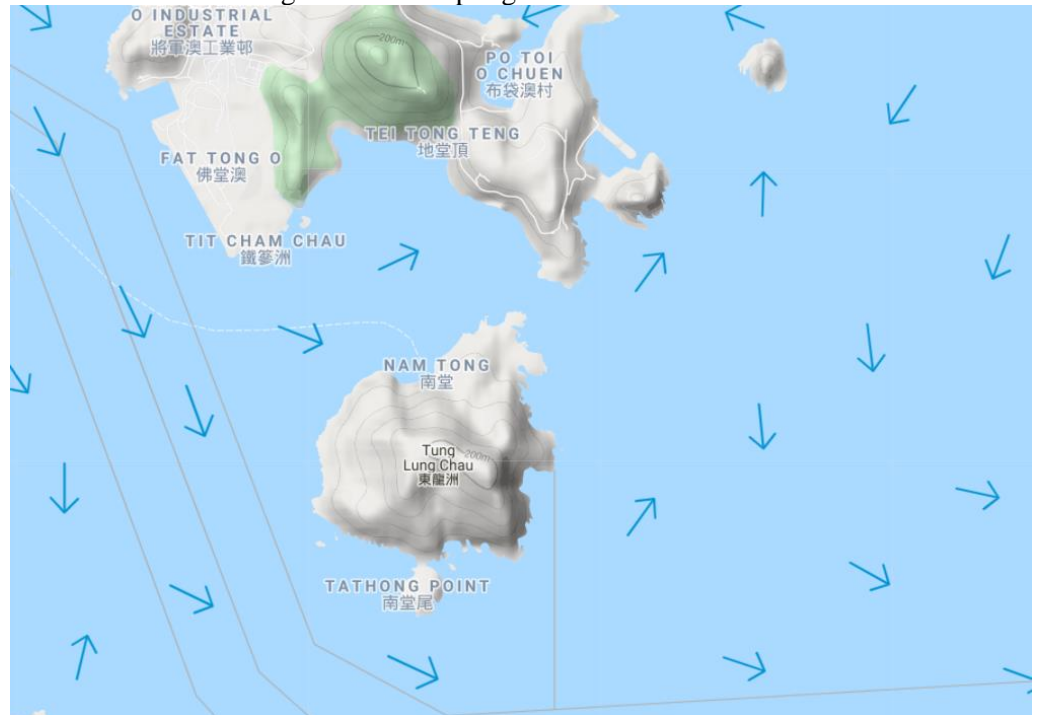 O INDUSTRIAL
ESTATE
將軍澳工業邨
200m
PO TOI
O CHUEN
布袋澳村
TEI TONG TENG
地堂頂
FAT TONG O
佛堂澳
TIT CHAM CHAU
鐵篸洲
NAM TONG
南堂
Tung
Lung Chau
東龍洲
200m
TATHONG POINT
南堂尾